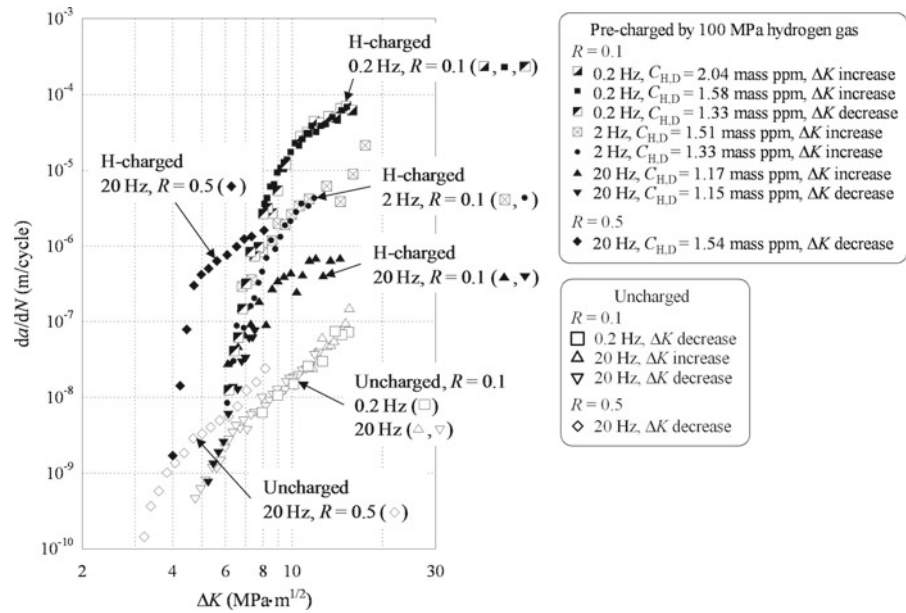 10⁻³
10⁻⁴
10⁻⁵
10⁻⁶
10⁻⁷
10⁻⁸
10⁻⁹
10⁻¹⁰
da/dN (m/cycle)
2
4
6
8
10
30
ΔK (MPa·m^{1/2})
H-charged
0.2 Hz, R = 0.1 (◪, ■, ◩)
H-charged
20 Hz, R = 0.5 (◆)
H-charged
2 Hz, R = 0.1 (⊠, ●)
H-charged
20 Hz, R = 0.1 (▲, ▼)
Uncharged, R = 0.1
0.2 Hz (□)
20 Hz (△, ▽)
Uncharged
20 Hz, R = 0.5 (◇)
Pre-charged by 100 MPa hydrogen gas
R = 0.1
◪ 0.2 Hz, C_{H,D} = 2.04 mass ppm, ΔK increase
■ 0.2 Hz, C_{H,D} = 1.58 mass ppm, ΔK increase
◩ 0.2 Hz, C_{H,D} = 1.33 mass ppm, ΔK decrease
⊠ 2 Hz, C_{H,D} = 1.51 mass ppm, ΔK increase
● 2 Hz, C_{H,D} = 1.33 mass ppm, ΔK increase
▲ 20 Hz, C_{H,D} = 1.17 mass ppm, ΔK increase
▼ 20 Hz, C_{H,D} = 1.15 mass ppm, ΔK decrease
R = 0.5
◆ 20 Hz, C_{H,D} = 1.54 mass ppm, ΔK decrease
Uncharged
R = 0.1
□ 0.2 Hz, ΔK decrease
△ 20 Hz, ΔK increase
▽ 20 Hz, ΔK decrease
R = 0.5
◇ 20 Hz, ΔK decrease